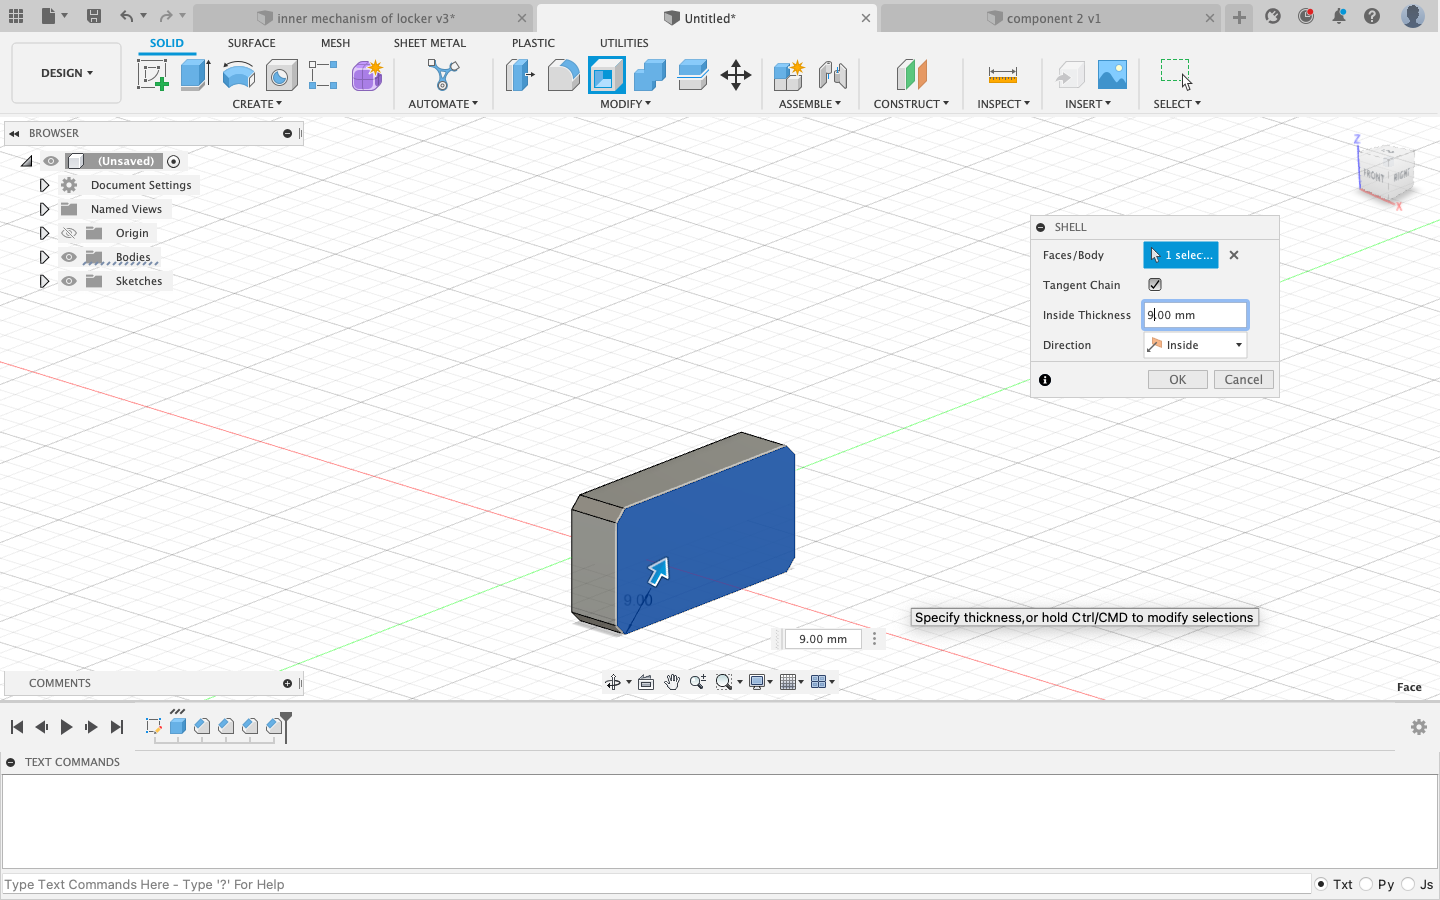 inner mechanism of locker v3*
Untitled*
component 2 v1
DESIGN
SOLID
SURFACE
MESH
SHEET METAL
PLASTIC
UTILITIES
CREATE
AUTOMATE
MODIFY
ASSEMBLE
CONSTRUCT
INSPECT
INSERT
SELECT
BROWSER
(Unsaved)
Document Settings
Named Views
Origin
Bodies
Sketches
Z
FRONT
RIGHT
X
SHELL
Faces/Body
1 selec...
Tangent Chain
Inside Thickness
9.00 mm
Direction
Inside
OK
Cancel
9.00
9.00 mm
Specify thickness,or hold Ctrl/CMD to modify selections
COMMENTS
Face
TEXT COMMANDS
Type Text Commands Here - Type '?' For Help
Txt
Py
Js